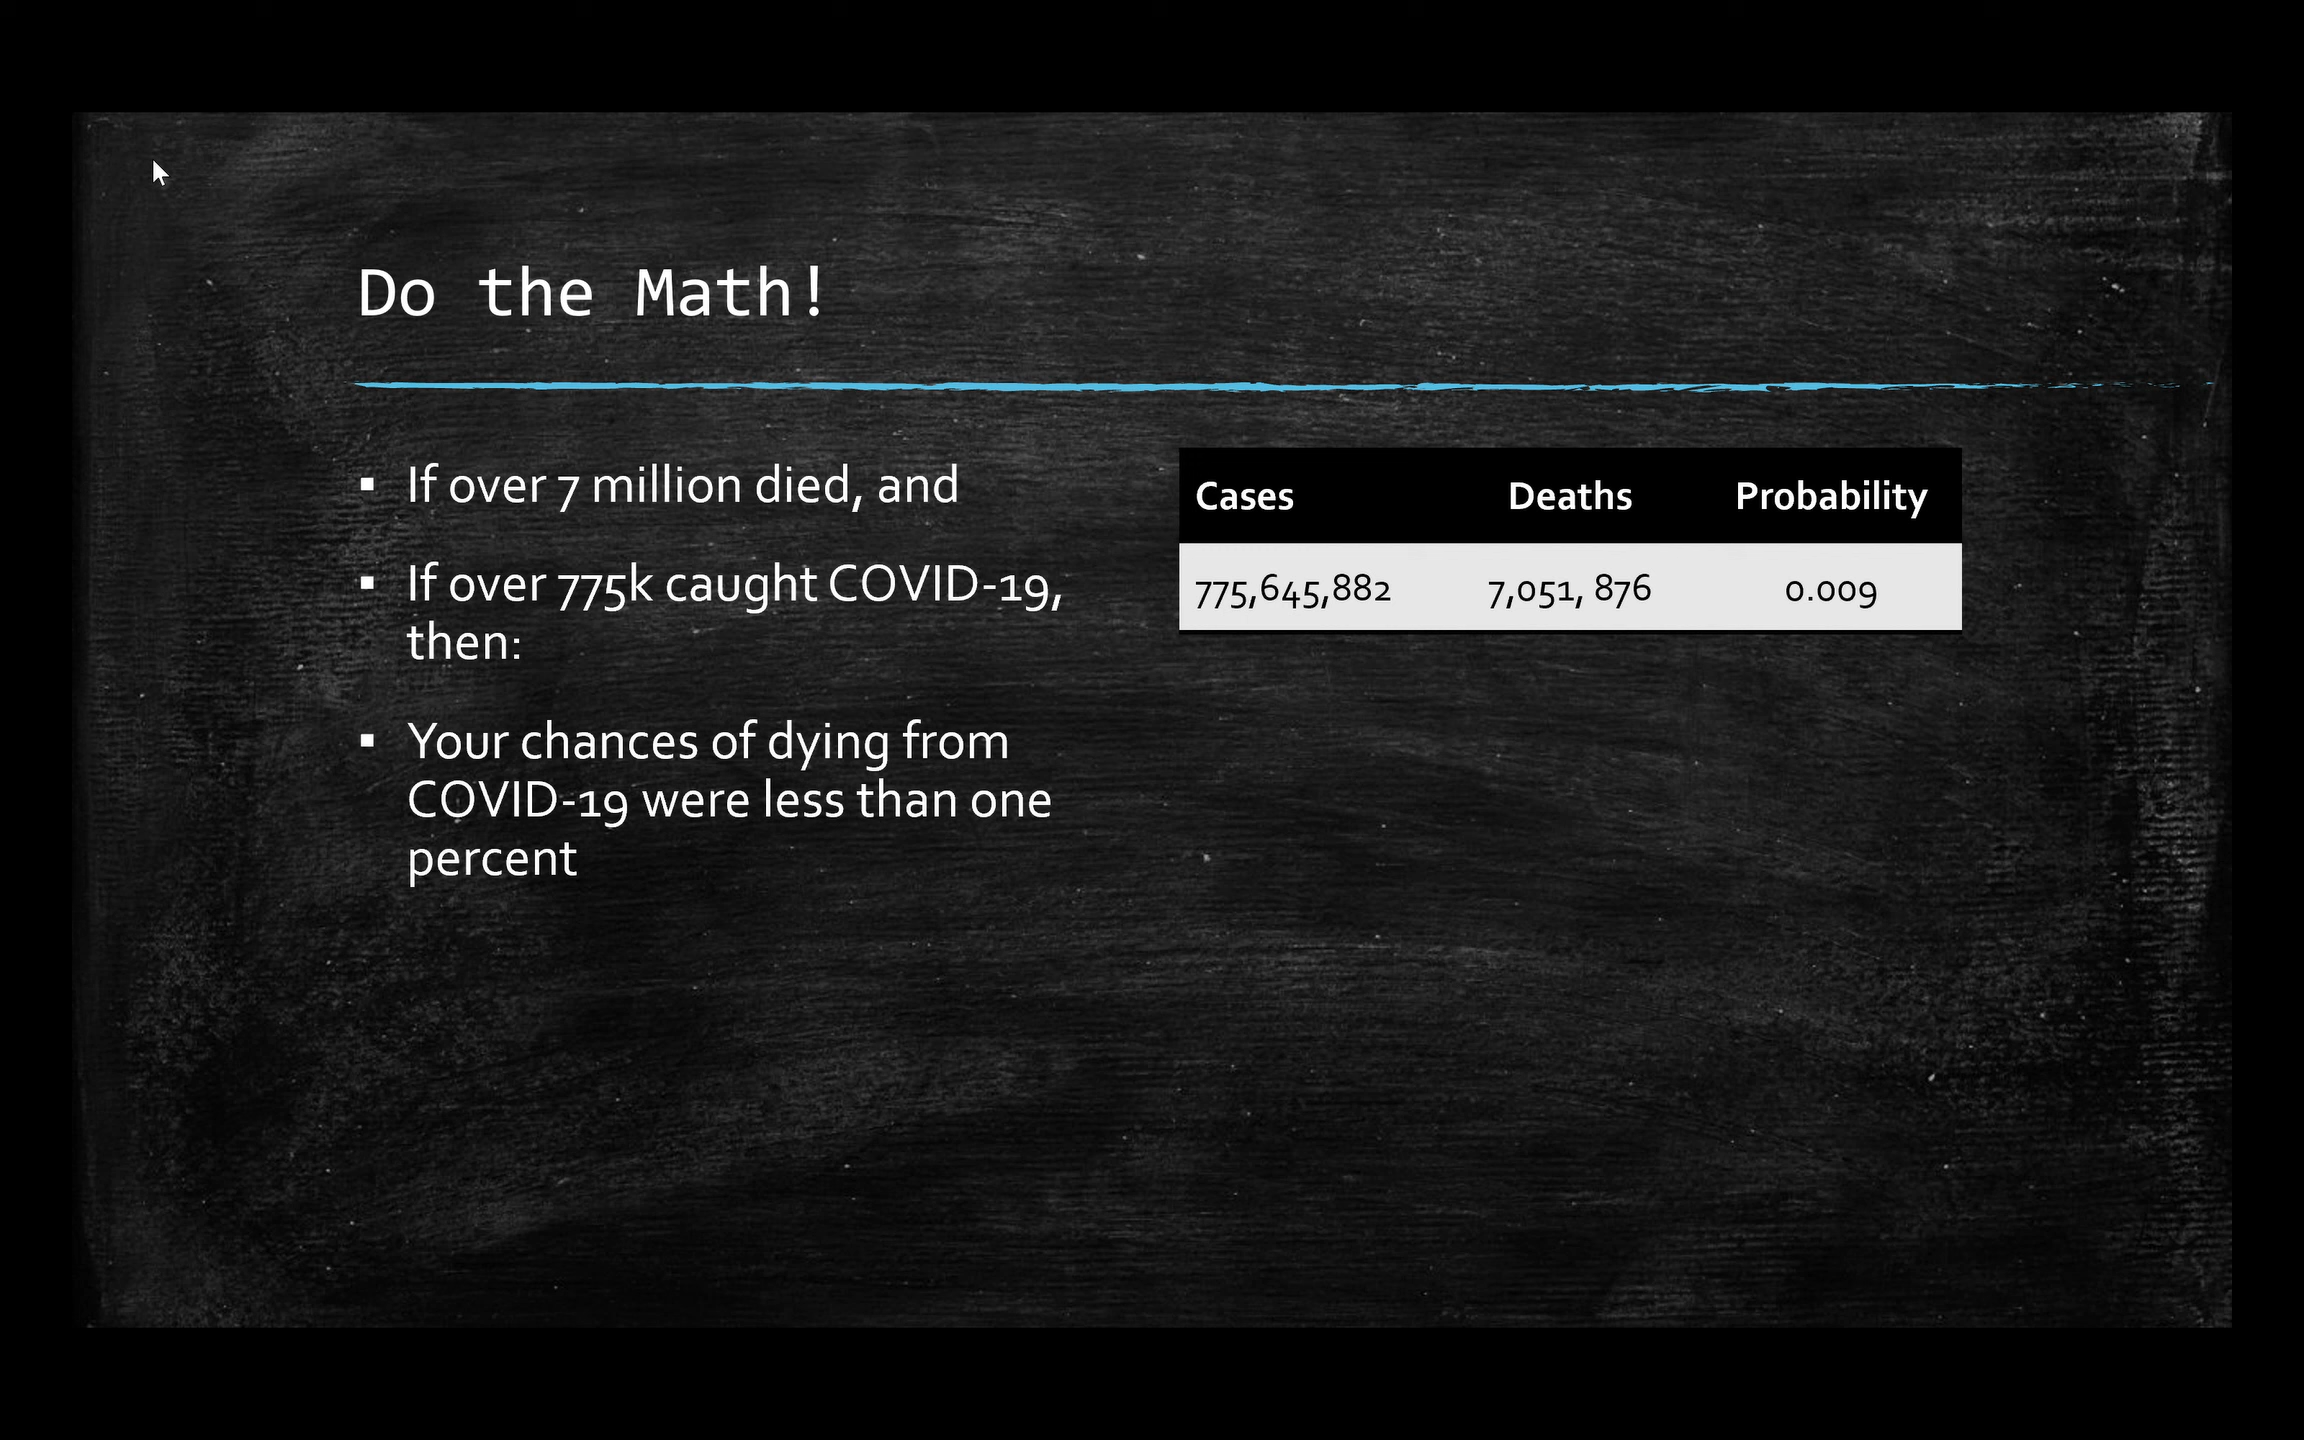 Do the Math!
▪ If over 7 million died, and
▪ If over 775k caught COVID-19,
then:
▪ Your chances of dying from
COVID-19 were less than one
percent
Cases Deaths Probability
775,645,882 7,051, 876 0.009